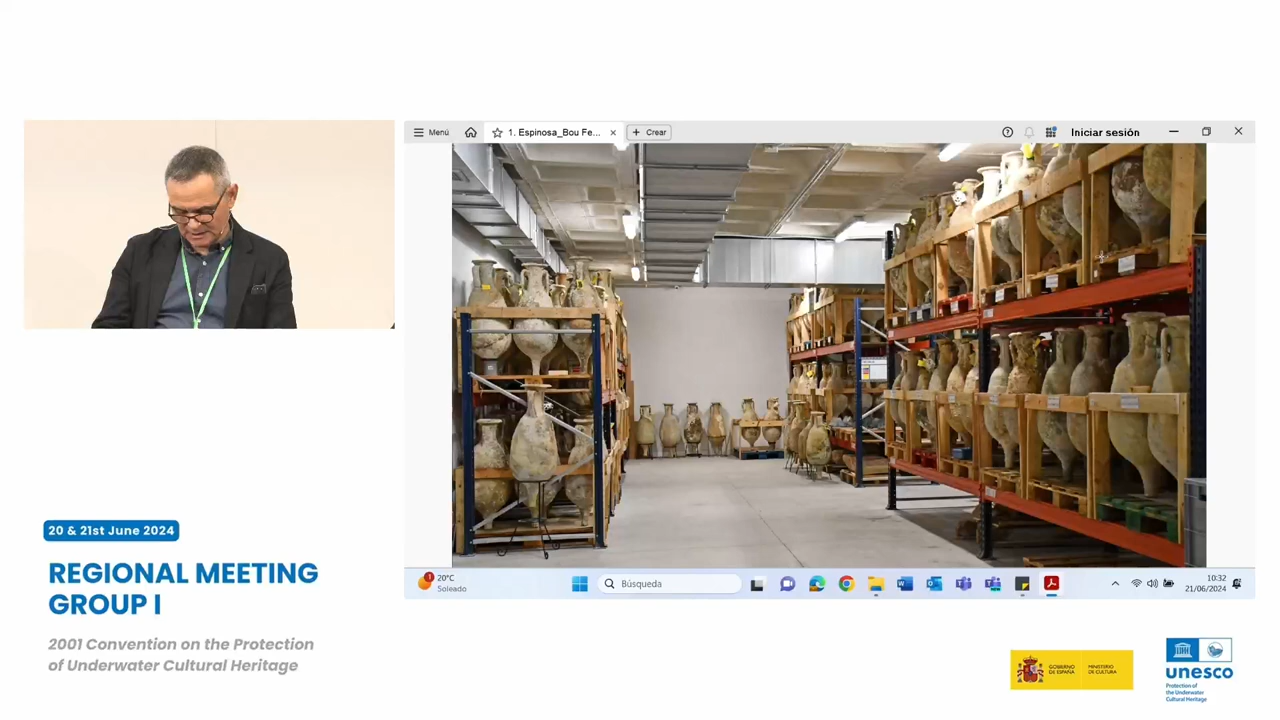 Menú
1. Espinosa_Bou Fe...
Crear
Iniciar sesión
20 & 21st June 2024
REGIONAL MEETING
GROUP I
2001 Convention on the Protection
of Underwater Cultural Heritage
20°C
Soleado
Búsqueda
10:32
21/06/2024
GOBIERNO
DE ESPAÑA
MINISTERIO
DE CULTURA
unesco
Protection of
the Underwater
Cultural Heritage